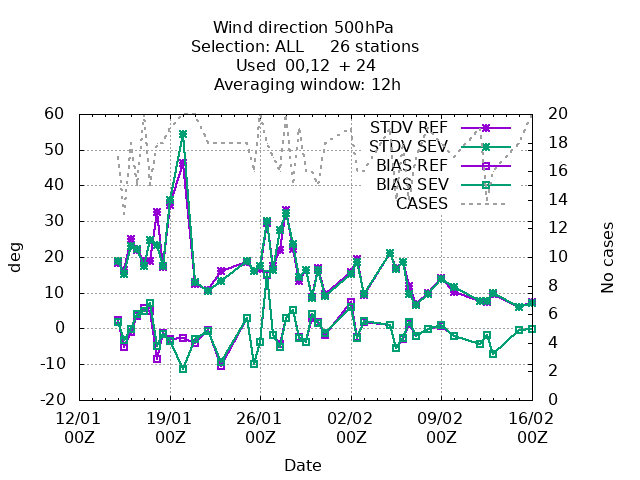 Wind direction 500hPa
Selection: ALL 26 stations
Used 00,12 + 24
Averaging window: 12h
60
50
40
30
20
10
0
-10
-20
deg
20
18
16
14
12
10
8
6
4
2
0
No cases
STDV REF
STDV SEV
BIAS REF
BIAS SEV
CASES
12/01 19/01 26/01 02/02 09/02 16/02
00Z 00Z 00Z 00Z 00Z 00Z
Date